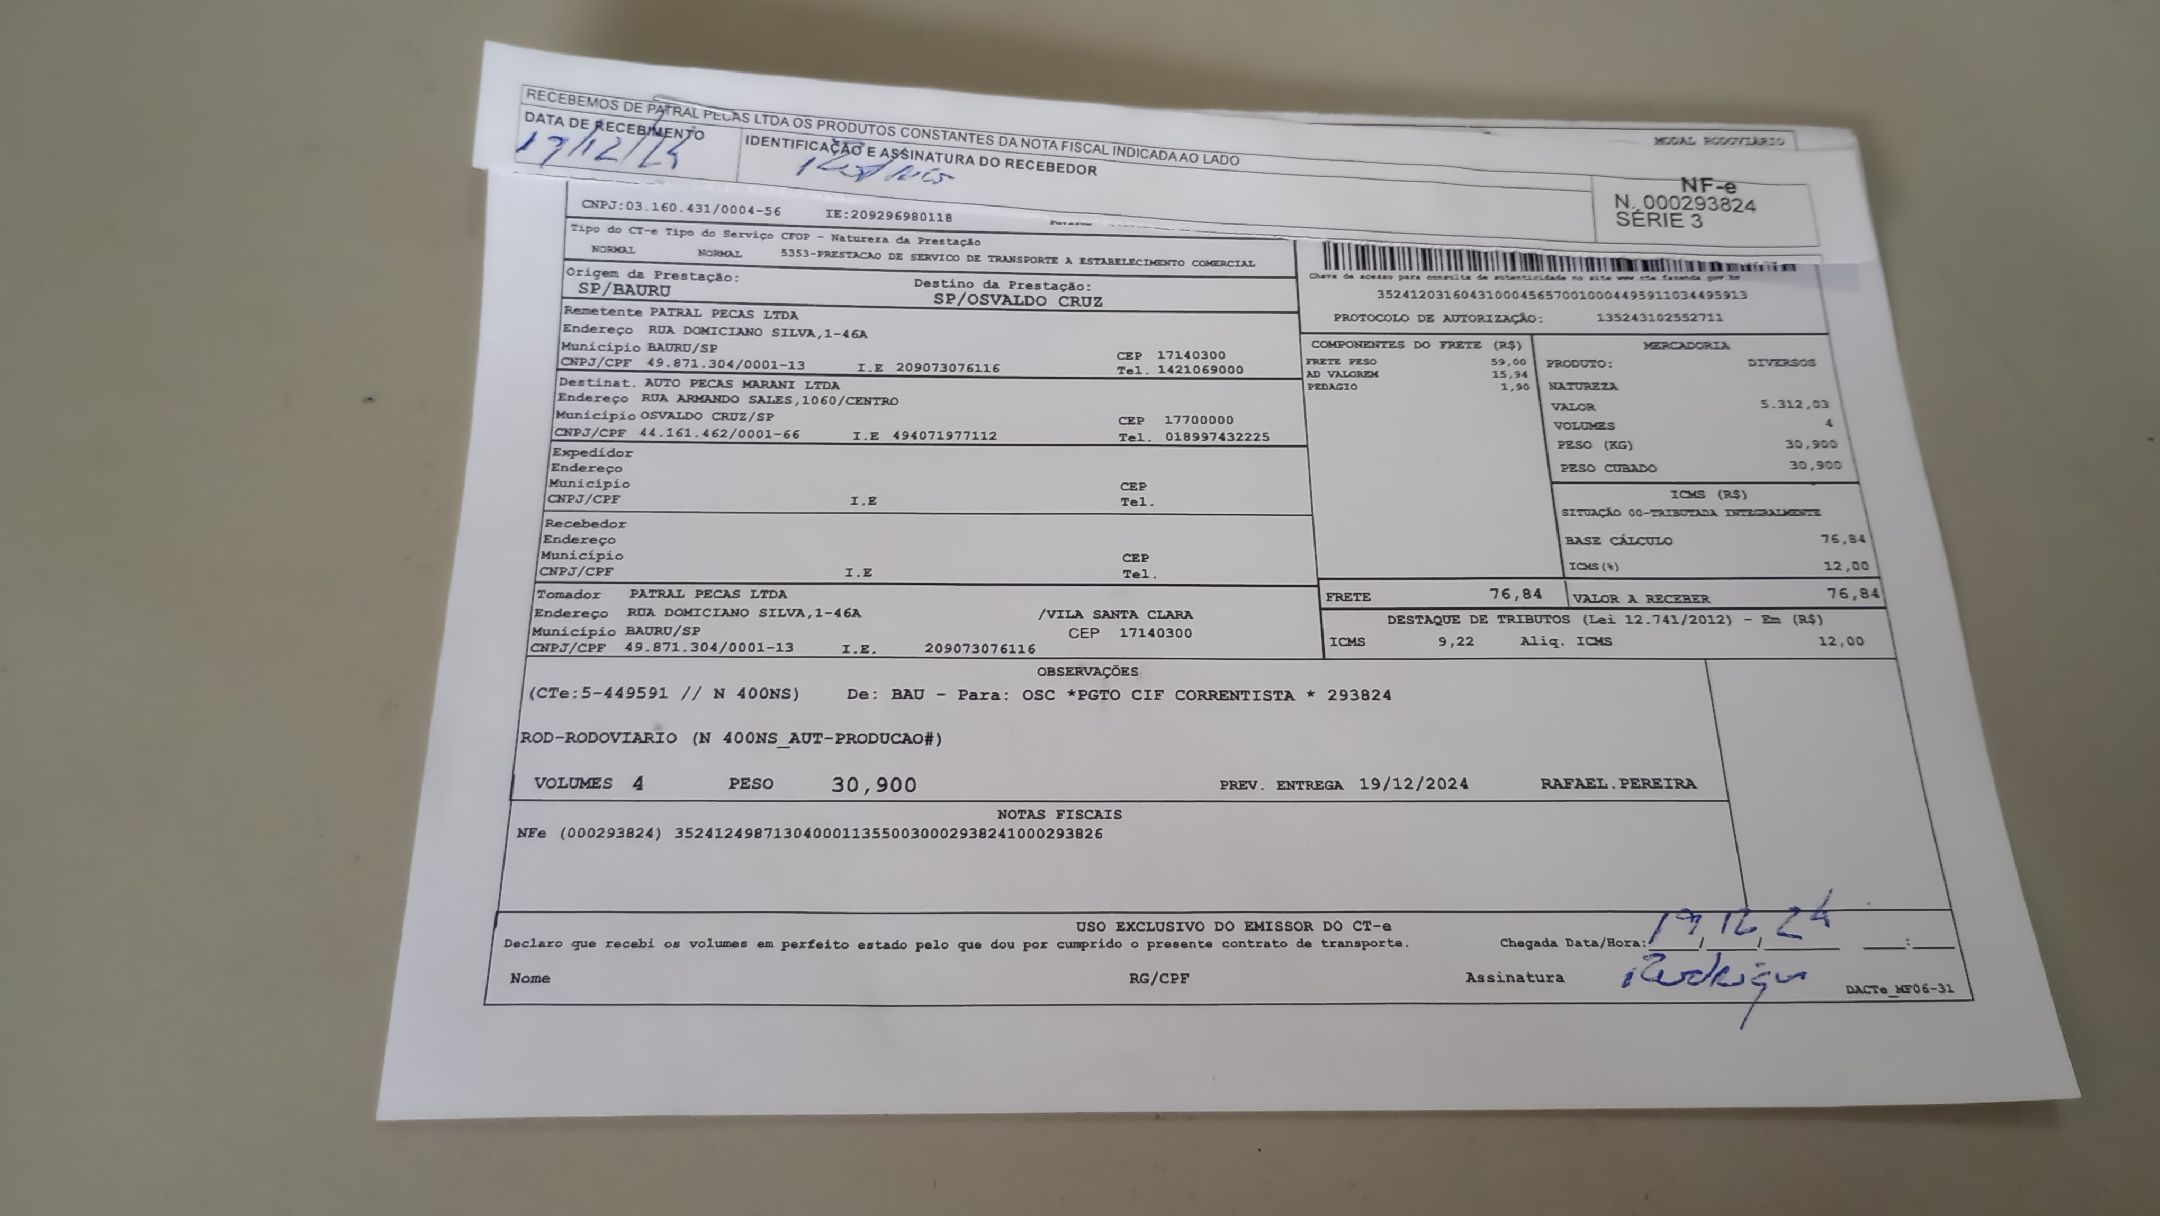 RECEBEMOS DE PATRAL PECAS LTDA OS PRODUTOS CONSTANTES DA NOTA FISCAL INDICADA AO LADO
DATA DE RECEBIMENTO
IDENTIFICAÇÃO E ASSINATURA DO RECEBEDOR
MODAL RODOVIÁRIO
NF-e
N. 000293824
SÉRIE 3
CNPJ:03.160.431/0004-56 IE:209296980118
Tipo do CT-e Tipo do Serviço CFOP - Natureza da Prestação
NORMAL NORMAL 5353-PRESTACAO DE SERVICO DE TRANSPORTE A ESTABELECIMENTO COMERCIAL
Chave de acesso para consulta de autenticidade no site www.cte.fazenda.gov.br
35241203160431000456570010004495911034495913
PROTOCOLO DE AUTORIZAÇÃO: 135243102552711
Origem da Prestação: Destino da Prestação:
SP/BAURU SP/OSVALDO CRUZ
Remetente PATRAL PECAS LTDA
Endereço RUA DOMICIANO SILVA,1-46A
Município BAURU/SP CEP 17140300
CNPJ/CPF 49.871.304/0001-13 I.E 209073076116 Tel. 1421069000
Destinat. AUTO PECAS MARANI LTDA
Endereço RUA ARMANDO SALES,1060/CENTRO
Município OSVALDO CRUZ/SP CEP 17700000
CNPJ/CPF 44.161.462/0001-66 I.E 494071977112 Tel. 018997432225
Expedidor
Endereço
Município CEP
CNPJ/CPF I.E Tel.
Recebedor
Endereço
Município CEP
CNPJ/CPF I.E Tel.
Tomador PATRAL PECAS LTDA
Endereço RUA DOMICIANO SILVA,1-46A /VILA SANTA CLARA
Município BAURU/SP CEP 17140300
CNPJ/CPF 49.871.304/0001-13 I.E. 209073076116
COMPONENTES DO FRETE (R$)
FRETE PESO 59,00
AD VALOREM 15,94
PEDAGIO 1,90
MERCADORIA
PRODUTO: DIVERSOS
NATUREZA
VALOR 5.312,03
VOLUMES 4
PESO (KG) 30,900
PESO CUBADO 30,900
ICMS (R$)
SITUAÇÃO 00-TRIBUTADA INTEGRALMENTE
BASE CÁLCULO 76,84
ICMS(%) 12,00
FRETE 76,84 VALOR A RECEBER 76,84
DESTAQUE DE TRIBUTOS (Lei 12.741/2012) - Em (R$)
ICMS 9,22 Aliq. ICMS 12,00
OBSERVAÇÕES
(CTe:5-449591 // N 400NS) De: BAU - Para: OSC *PGTO CIF CORRENTISTA * 293824
ROD-RODOVIARIO (N 400NS_AUT-PRODUCAO#)
VOLUMES 4 PESO 30,900 PREV. ENTREGA 19/12/2024 RAFAEL.PEREIRA
NOTAS FISCAIS
NFe (000293824) 35241249871304000113550030002938241000293826
USO EXCLUSIVO DO EMISSOR DO CT-e
Declaro que recebi os volumes em perfeito estado pelo que dou por cumprido o presente contrato de transporte. Chegada Data/Hora:
Nome RG/CPF Assinatura
DACTe_MF06-31